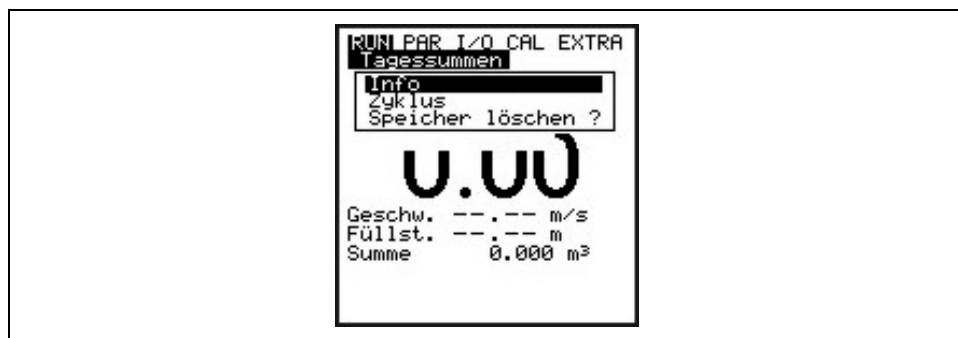 RUN PAR I/O CAL EXTRA
Tagessummen
Info
Zyklus
Speicher löschen ?
0.00
Geschw. --.-- m/s
Füllst. --.-- m
Summe 0.000 m³